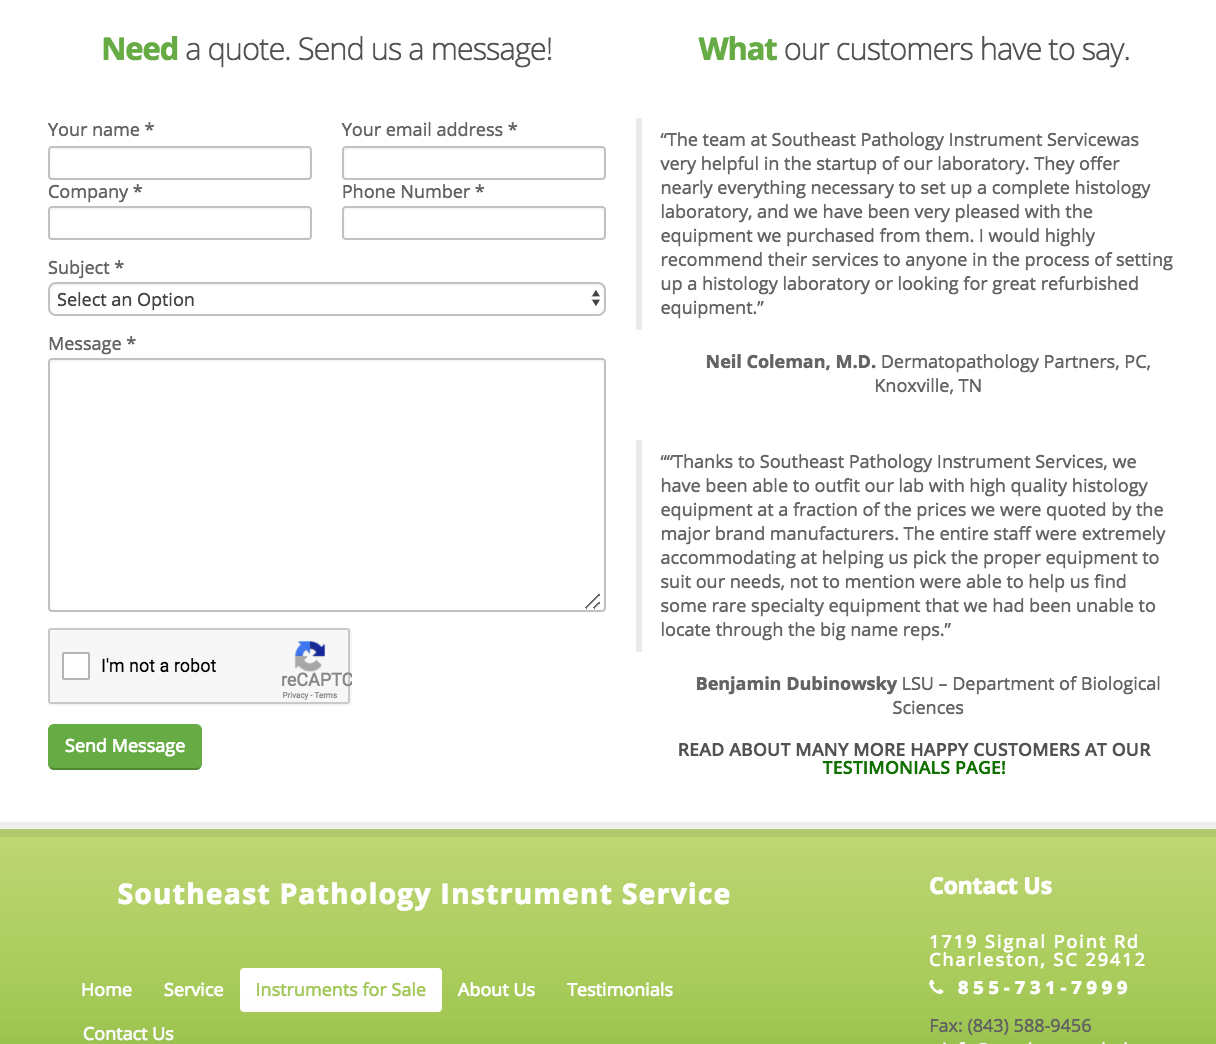 Need a quote. Send us a message!
Your name *
Your email address *
Company *
Phone Number *
Subject *
Select an Option
Message *
I'm not a robot
reCAPTC
Privacy - Terms
Send Message
What our customers have to say.
“The team at Southeast Pathology Instrument Servicewas
very helpful in the startup of our laboratory. They offer
nearly everything necessary to set up a complete histology
laboratory, and we have been very pleased with the
equipment we purchased from them. I would highly
recommend their services to anyone in the process of setting
up a histology laboratory or looking for great refurbished
equipment.”
Neil Coleman, M.D. Dermatopathology Partners, PC,
Knoxville, TN
““Thanks to Southeast Pathology Instrument Services, we
have been able to outfit our lab with high quality histology
equipment at a fraction of the prices we were quoted by the
major brand manufacturers. The entire staff were extremely
accommodating at helping us pick the proper equipment to
suit our needs, not to mention were able to help us find
some rare specialty equipment that we had been unable to
locate through the big name reps.”
Benjamin Dubinowsky LSU – Department of Biological
Sciences
READ ABOUT MANY MORE HAPPY CUSTOMERS AT OUR
TESTIMONIALS PAGE!
Southeast Pathology Instrument Service
Home
Service
Instruments for Sale
About Us
Testimonials
Contact Us
Contact Us
1719 Signal Point Rd
Charleston, SC 29412
855-731-7999
Fax: (843) 588-9456